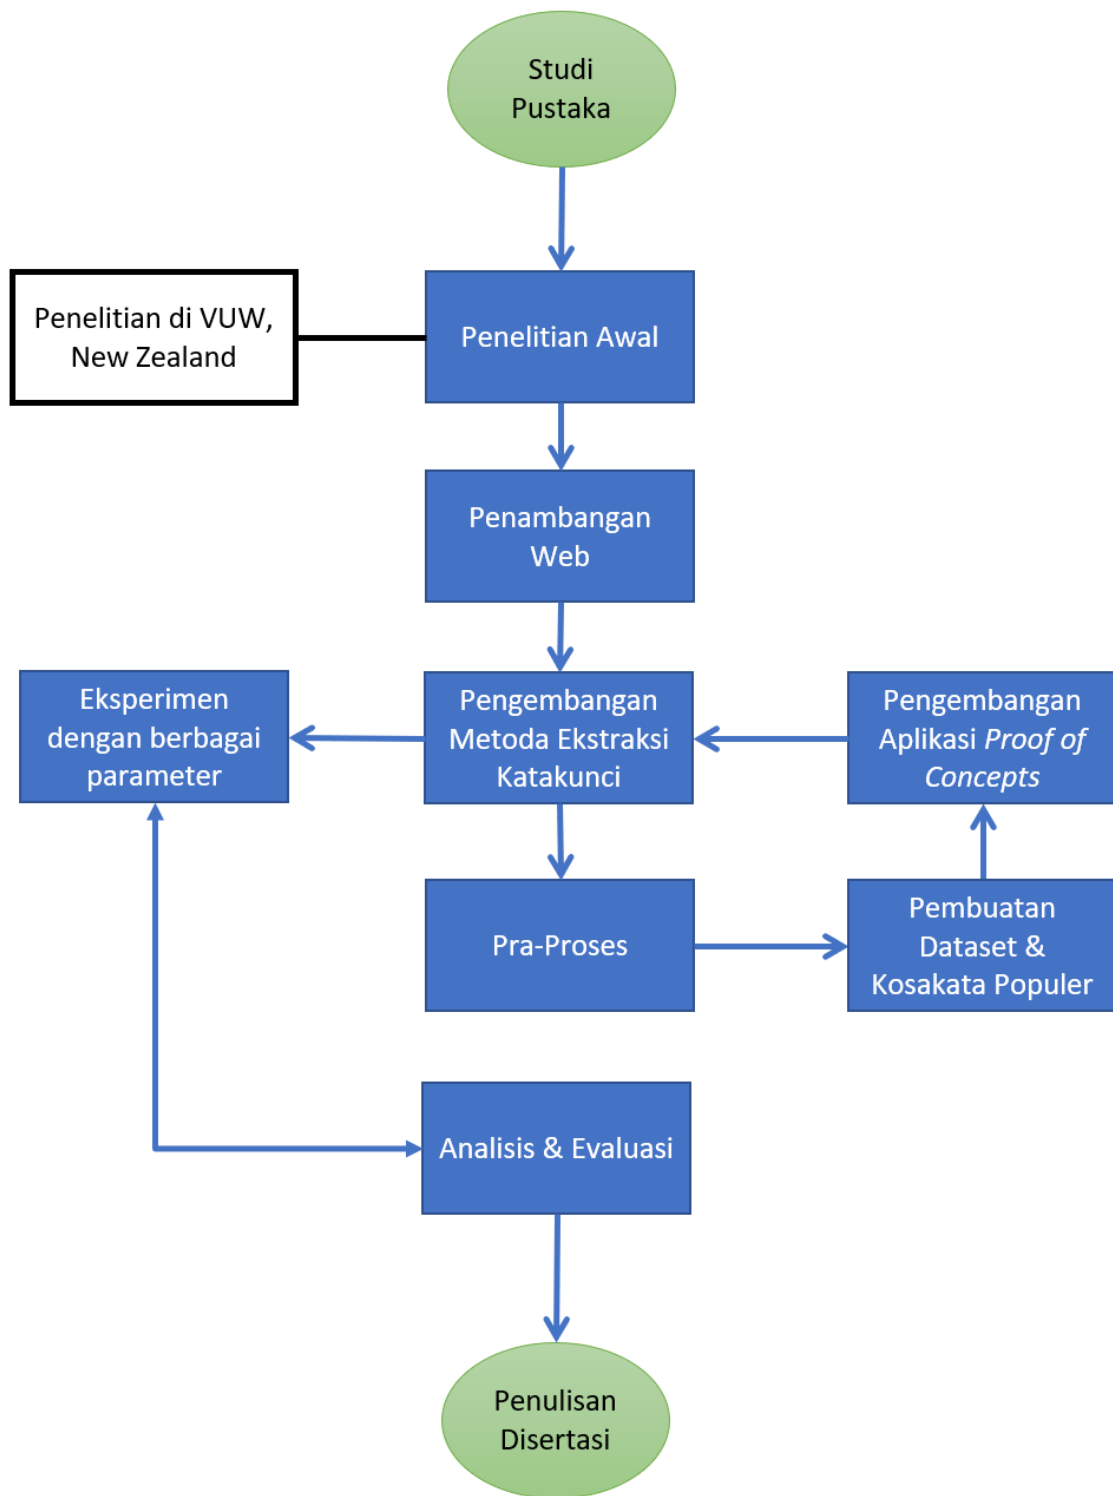 Studi
Pustaka
Penelitian di VUW,
New Zealand
Penelitian Awal
Penambangan
Web
Eksperimen
dengan berbagai
parameter
Pengembangan
Metoda Ekstraksi
Katakunci
Pengembangan
Aplikasi Proof of
Concepts
Pra-Proses
Pembuatan
Dataset &
Kosakata Populer
Analisis & Evaluasi
Penulisan
Disertasi